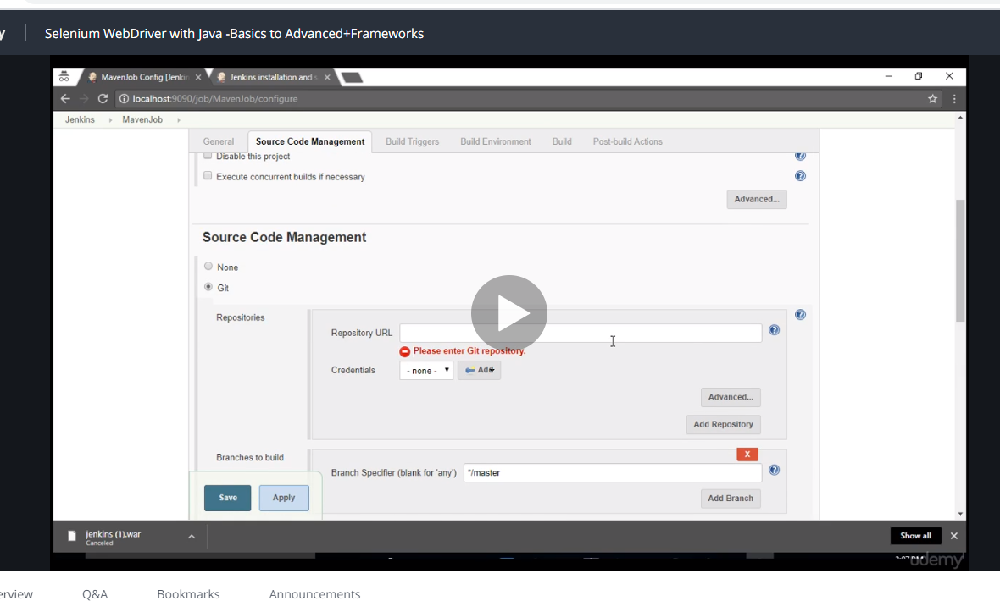 y Selenium WebDriver with Java -Basics to Advanced+Frameworks
MavenJob Config [Jenkin Jenkins installation and s
localhost:9090/job/MavenJob/configure
Jenkins MavenJob
General Source Code Management Build Triggers Build Environment Build Post-build Actions
Disable this project
Execute concurrent builds if necessary
Advanced...
Source Code Management
None
Git
Repositories
Repository URL
Please enter Git repository.
Credentials - none - Add
Advanced...
Add Repository
Branches to build
X
Branch Specifier (blank for 'any') */master
Save Apply Add Branch
jenkins (1).war
Canceled
Show all
udemy
erview Q&A Bookmarks Announcements